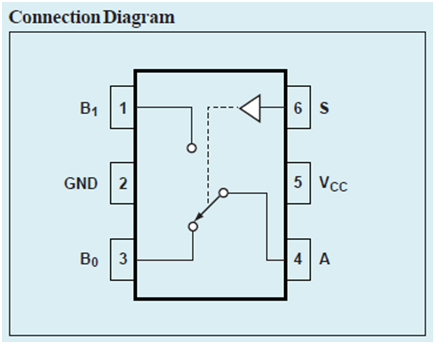 Connection Diagram
B1 1 6 S
GND 2 5 VCC
B0 3 4 A